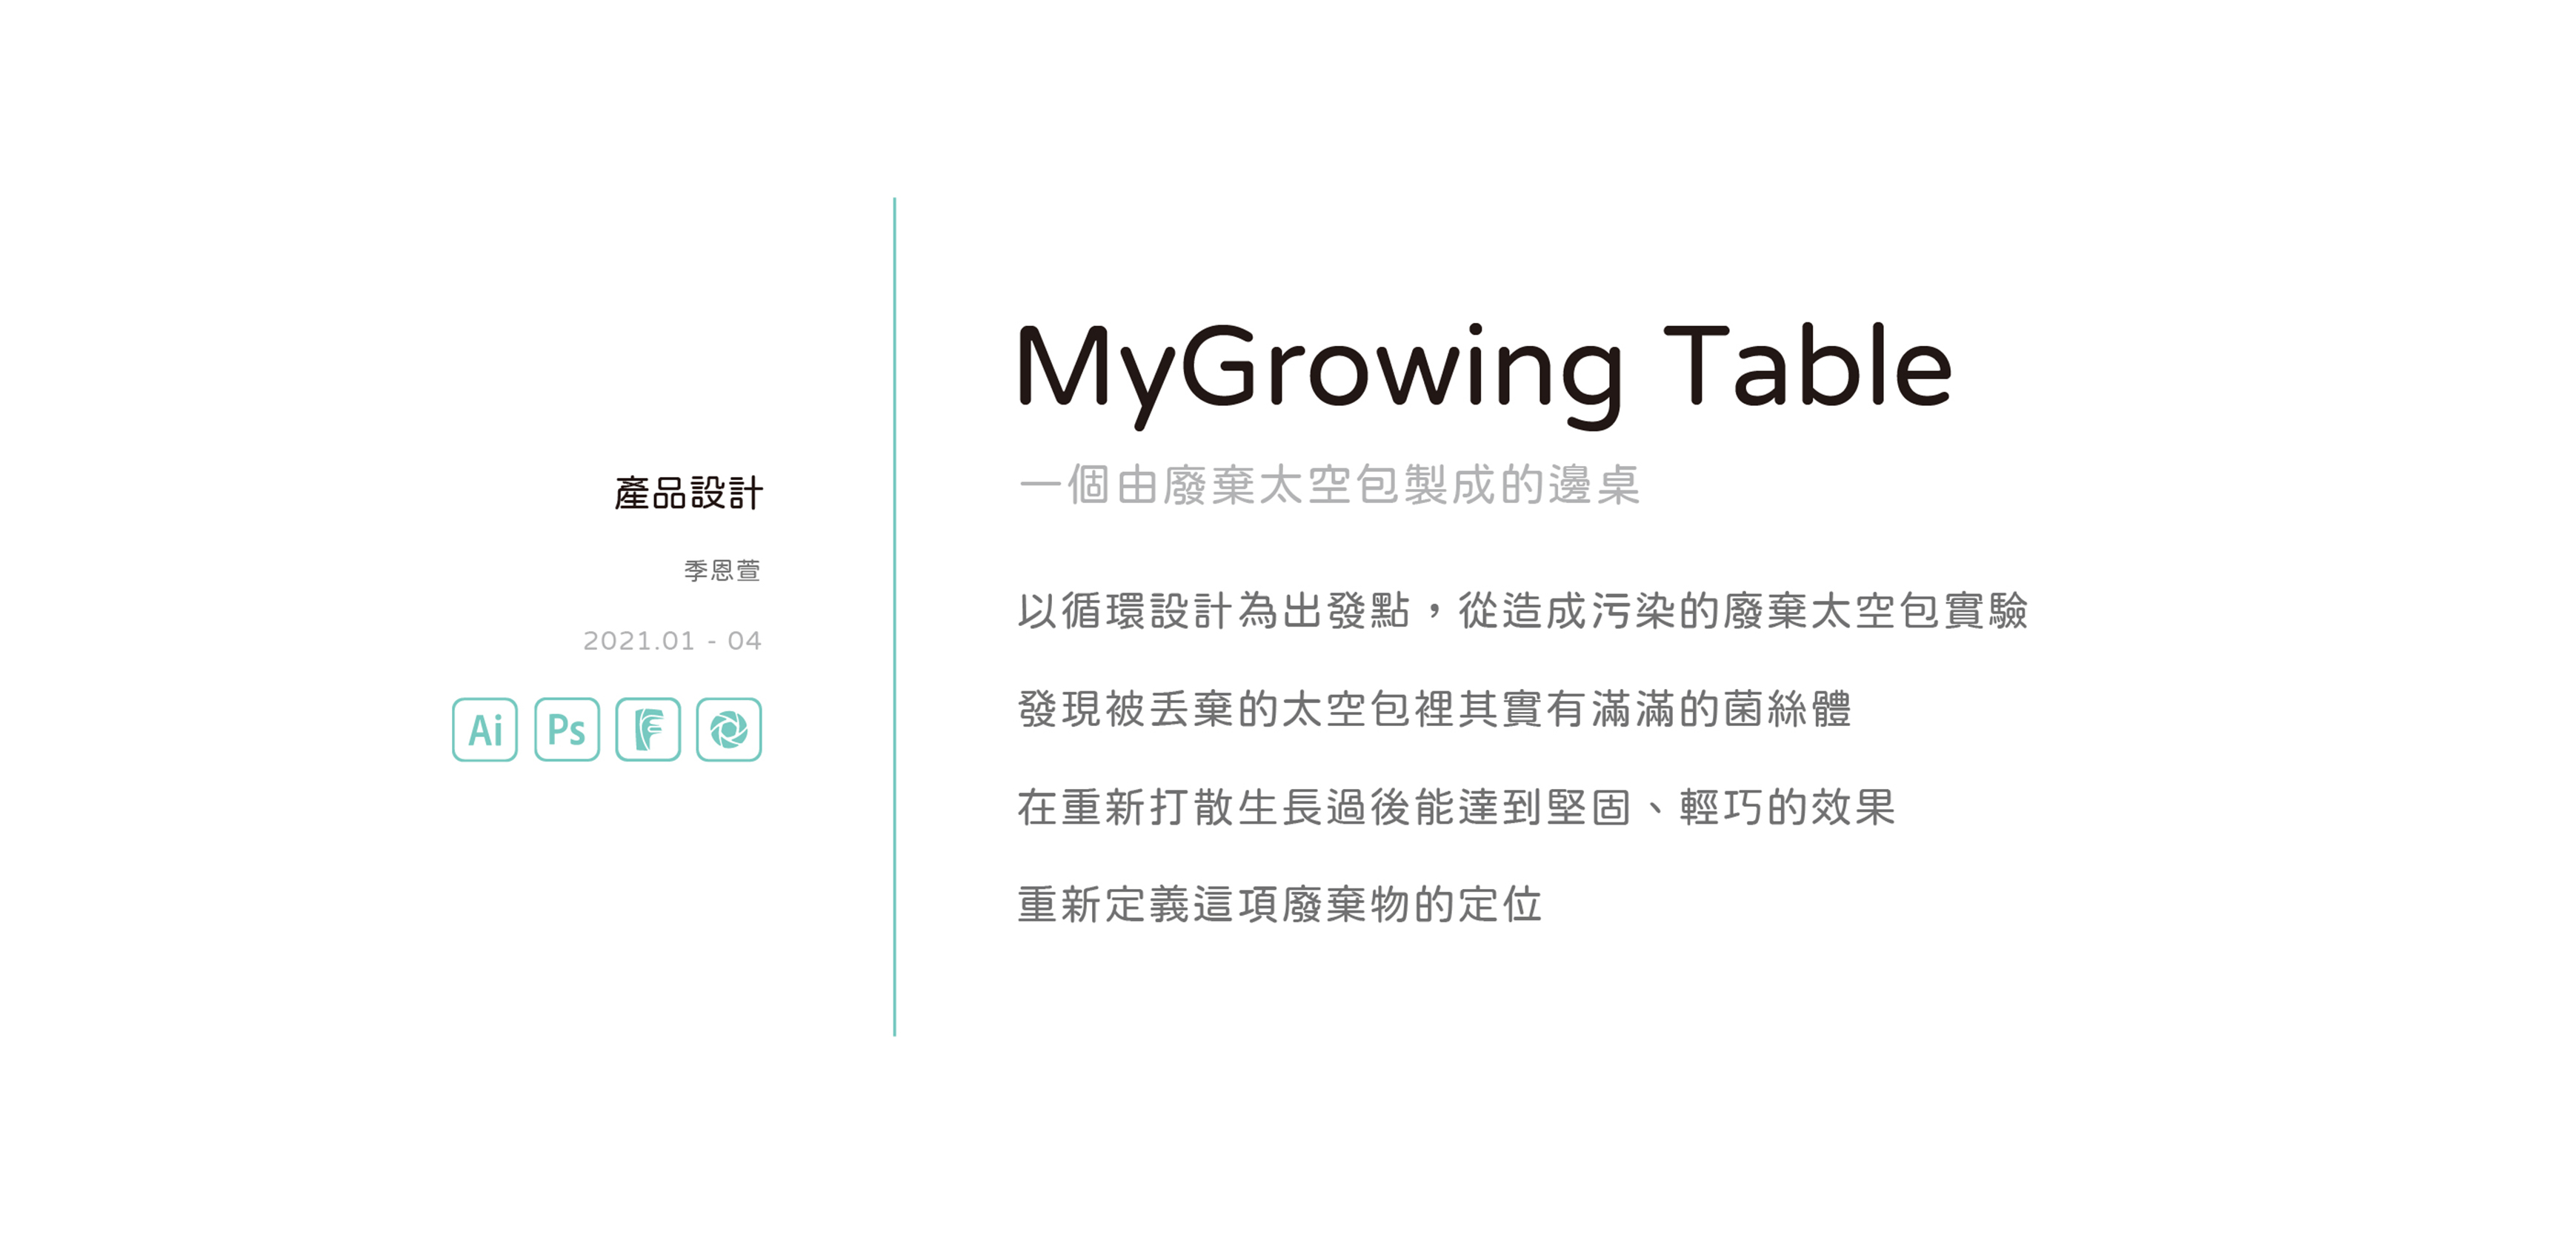 產品設計
季恩萱
2021.01 - 04
Ai Ps
MyGrowing Table
一個由廢棄太空包製成的邊桌
以循環設計為出發點，從造成污染的廢棄太空包實驗
發現被丟棄的太空包裡其實有滿滿的菌絲體
在重新打散生長過後能達到堅固、輕巧的效果
重新定義這項廢棄物的定位